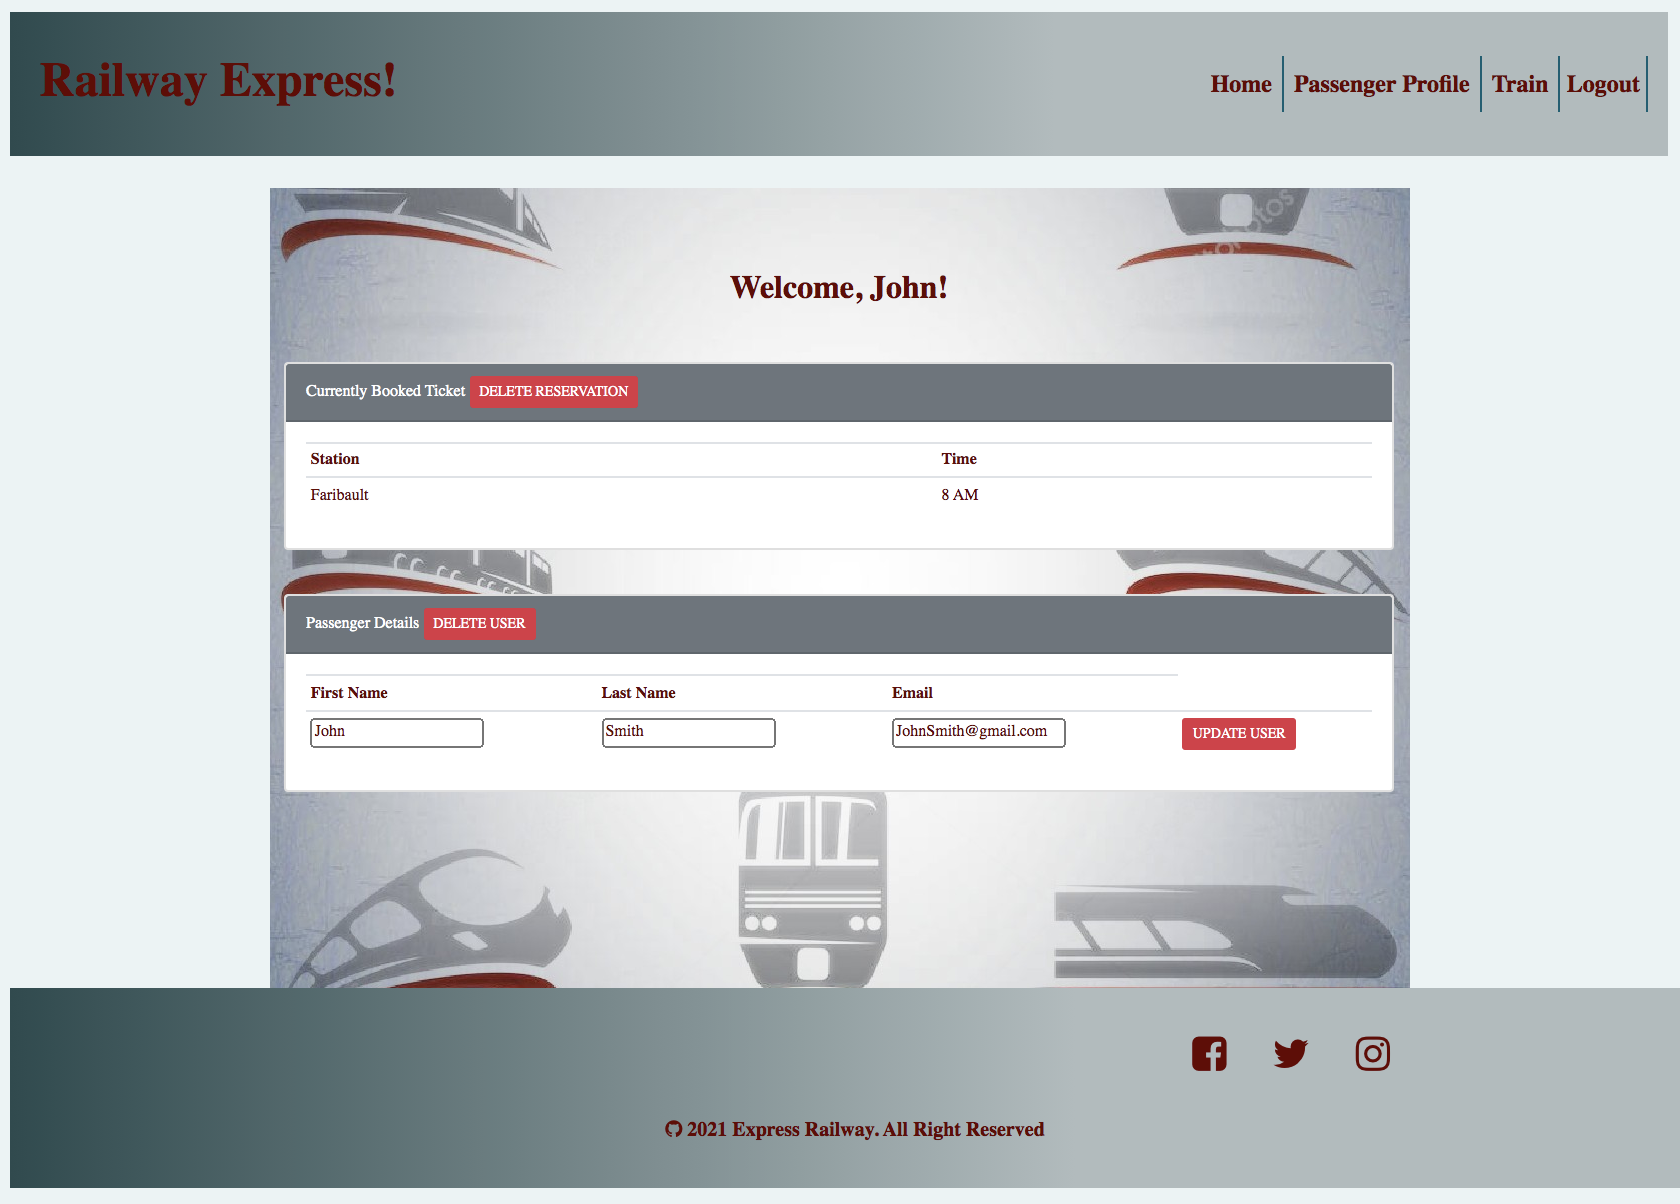 Railway Express!
Home
Passenger Profile
Train
Logout
Welcome, John!
Currently Booked Ticket DELETE RESERVATION
Station Time
Faribault 8 AM
Passenger Details DELETE USER
First Name Last Name Email
John Smith JohnSmith@gmail.com UPDATE USER
2021 Express Railway. All Right Reserved